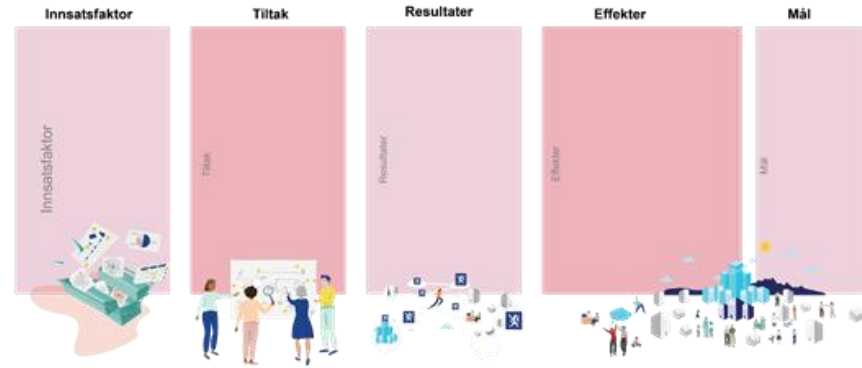 Innsatsfaktor
Tiltak
Resultater
Effekter
Mål
Innsatsfaktor
Tiltak
Resultater
Effekter
Mål